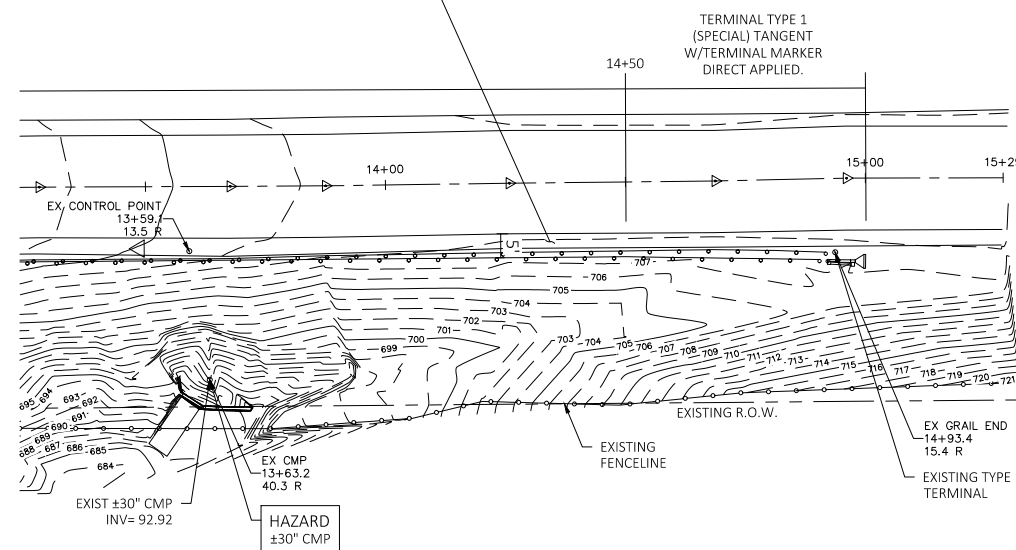 TERMINAL TYPE 1
(SPECIAL) TANGENT
W/TERMINAL MARKER
DIRECT APPLIED.
14+50
14+00
15+00
15+29
EX CONTROL POINT
13+59.1
13.5 R
5'
707
706
705
704
703
702
701
700
699
703
704
705
706
707
708
709
710
711
712
713
714
715
716
717
718
719
720
721
695
694
693
692
691
690
689
688
687
686
685
684
EXISTING R.O.W.
EXISTING
FENCELINE
EX GRAIL END
14+93.4
15.4 R
EXISTING TYPE
TERMINAL
EX CMP
13+63.2
40.3 R
EXIST ±30" CMP
INV= 92.92
HAZARD
±30" CMP